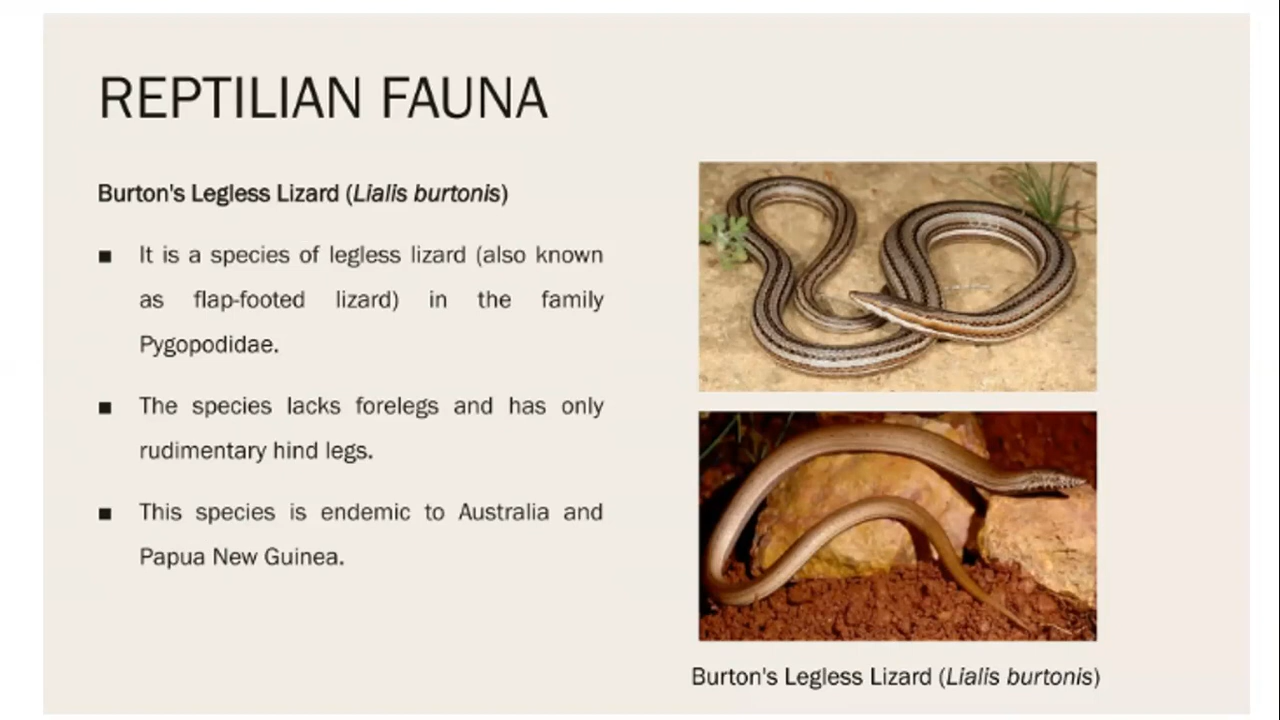 REPTILIAN FAUNA
Burton's Legless Lizard (Lialis burtonis)
■ It is a species of legless lizard (also known
as flap-footed lizard) in the family
Pygopodidae.
■ The species lacks forelegs and has only
rudimentary hind legs.
■ This species is endemic to Australia and
Papua New Guinea.
Burton's Legless Lizard (Lialis burtonis)